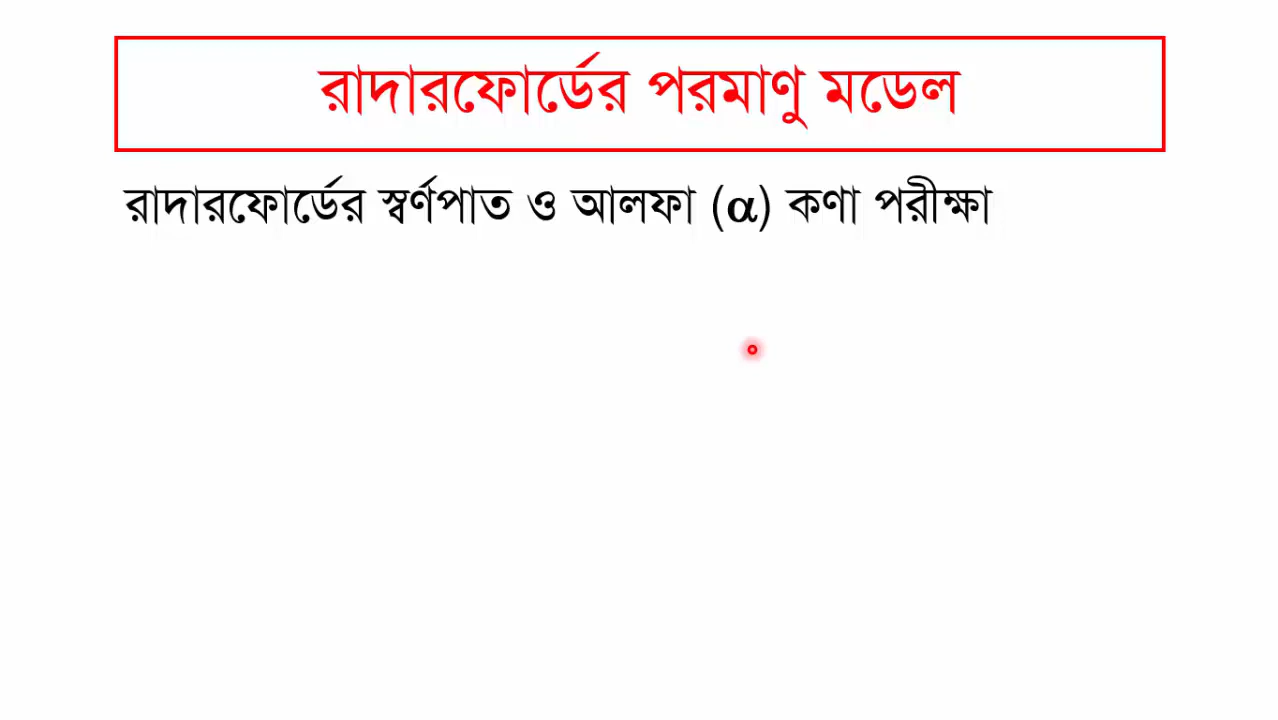 রাদারফোর্ডের পরমাণু মডেল
রাদারফোর্ডের স্বর্ণপাত ও আলফা (α) কণা পরীক্ষা